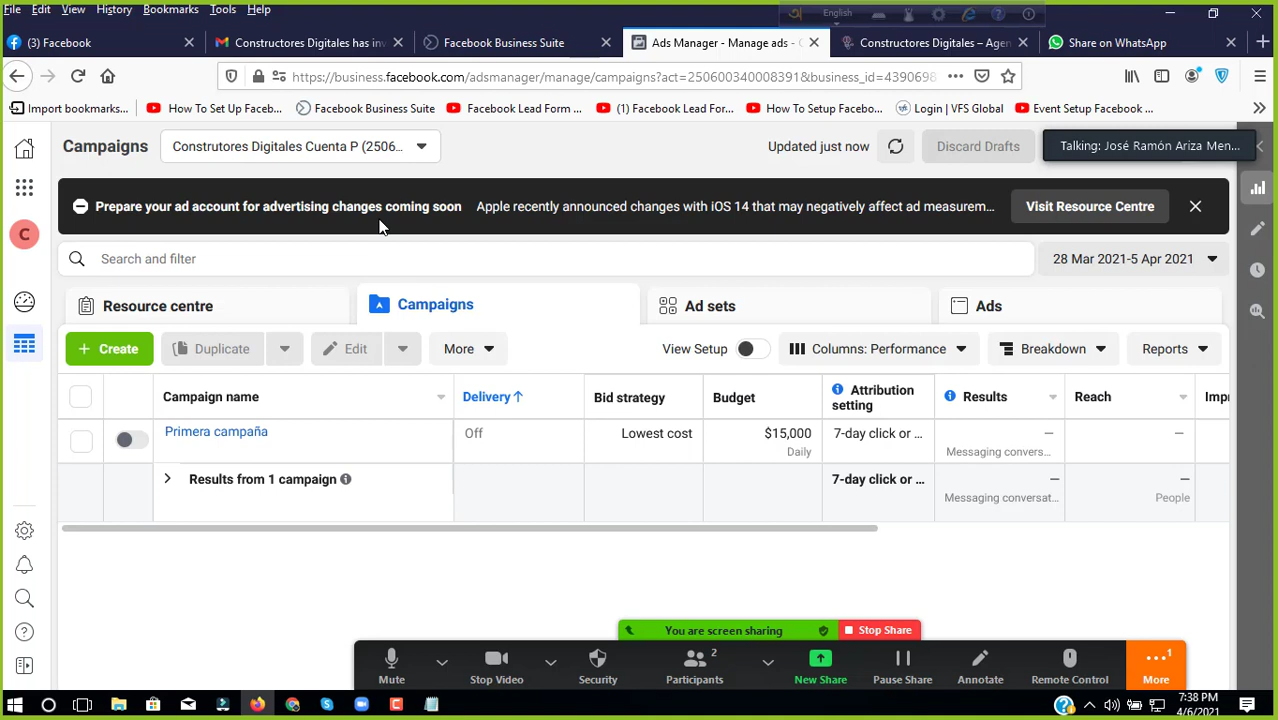 File Edit View History Bookmarks Tools Help
English
(3) Facebook
Constructores Digitales has inv
Facebook Business Suite
Ads Manager - Manage ads - C
Constructores Digitales – Agen
Share on WhatsApp
https://business.facebook.com/adsmanager/manage/campaigns?act=250600340008391&business_id=4390698
Import bookmarks...
How To Set Up Faceb...
Facebook Business Suite
Facebook Lead Form ...
(1) Facebook Lead For...
How To Setup Facebo...
Login | VFS Global
Event Setup Facebook ...
Campaigns
Construtores Digitales Cuenta P (2506...
Updated just now
Discard Drafts
Talking: José Ramón Ariza Men...
Prepare your ad account for advertising changes coming soon
Apple recently announced changes with iOS 14 that may negatively affect ad measurem...
Visit Resource Centre
C
Search and filter
28 Mar 2021-5 Apr 2021
Resource centre
Campaigns
Ad sets
Ads
+ Create
Duplicate
Edit
More
View Setup
Columns: Performance
Breakdown
Reports
Campaign name
Delivery ↑
Bid strategy
Budget
Attribution
setting
Results
Reach
Impr
Primera campaña
Off
Lowest cost
$15,000
Daily
7-day click or ...
—
Messaging convers...
—
Results from 1 campaign
7-day click or ...
—
Messaging conversat...
—
People
You are screen sharing
Stop Share
Mute
Stop Video
Security
2
Participants
New Share
Pause Share
Annotate
Remote Control
1
More
7:38 PM
4/6/2021